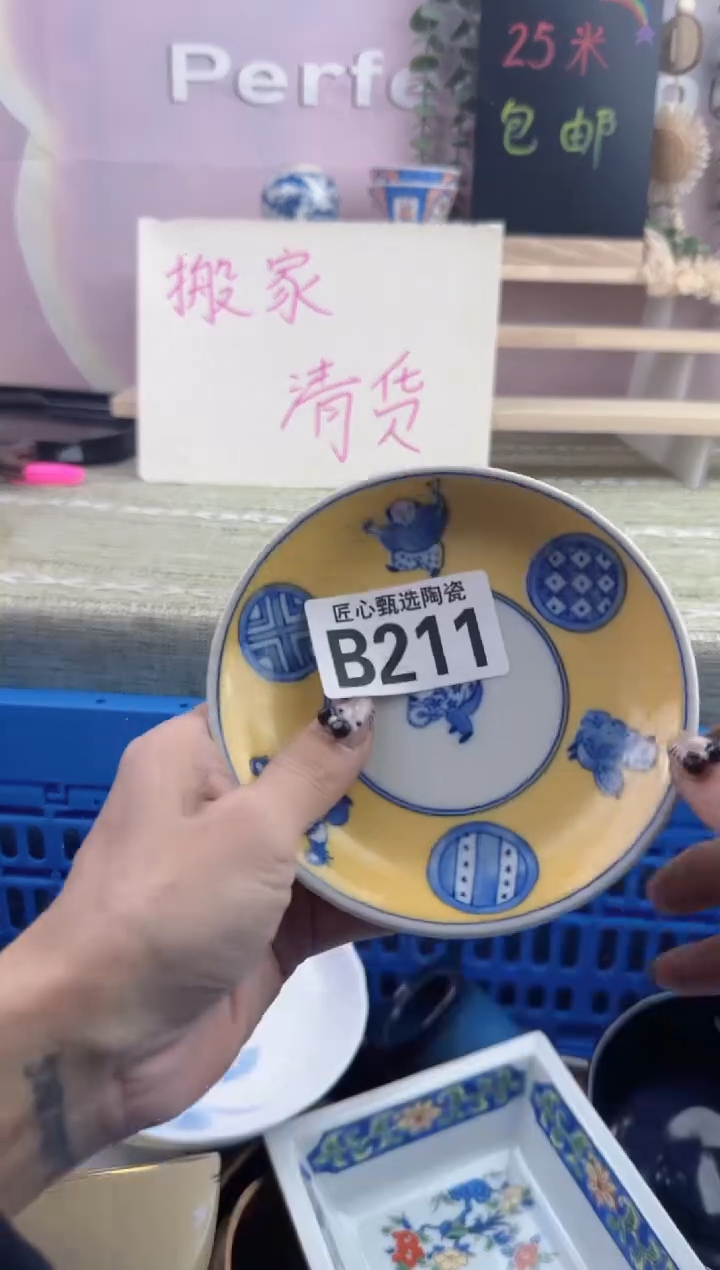 Perfe
25米
包邮
搬家
清货
匠心甄选陶瓷
B211